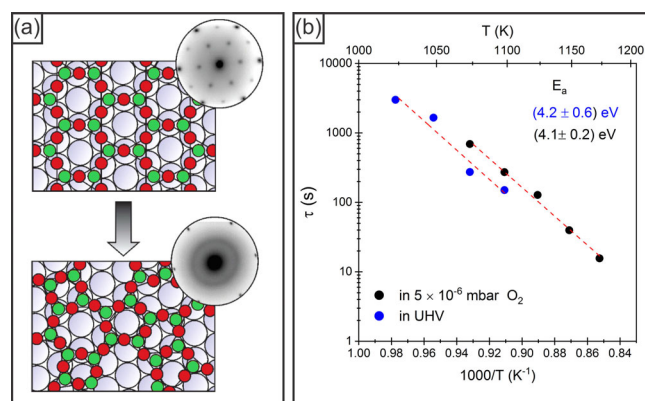 (a)
(b)
T (K)
1000 1050 1100 1150 1200
E_a
(4.2 ± 0.6) eV
(4.1± 0.2) eV
10000
1000
100
10
1
τ (s)
in 5 × 10⁻⁶ mbar O₂
in UHV
1.00 0.98 0.96 0.94 0.92 0.90 0.88 0.86 0.84
1000/T (K⁻¹)